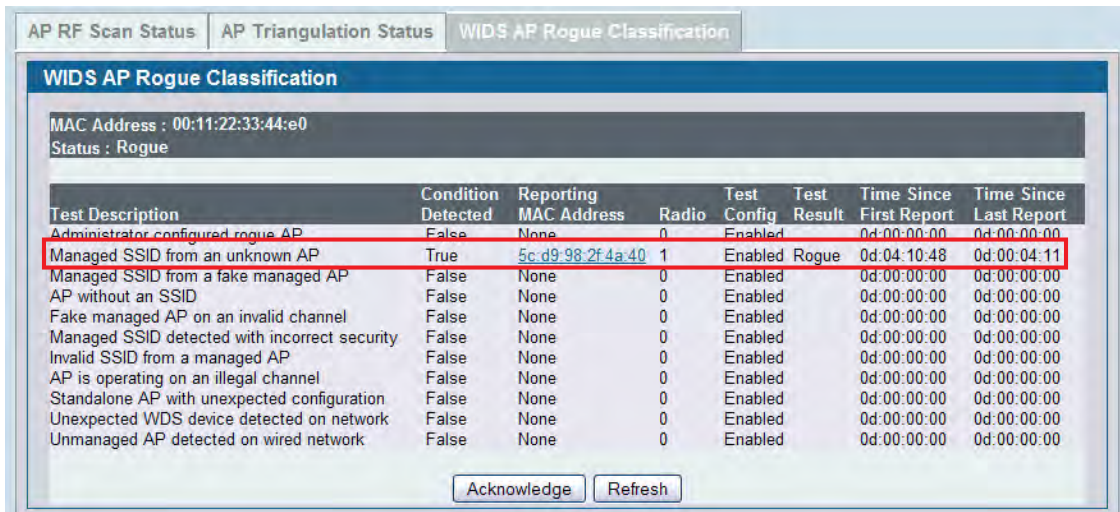 AP RF Scan Status AP Triangulation Status WIDS AP Rogue Classification
WIDS AP Rogue Classification
MAC Address : 00:11:22:33:44:e0
Status : Rogue
Condition Reporting Test Test Time Since Time Since
Test Description Detected MAC Address Radio Config Result First Report Last Report
Administrator configured rogue AP False None 0 Enabled 0d:00:00:00 0d:00:00:00
Managed SSID from an unknown AP True 5c:d9:98:2f:4a:40 1 Enabled Rogue 0d:04:10:48 0d:00:04:11
Managed SSID from a fake managed AP False None 0 Enabled 0d:00:00:00 0d:00:00:00
AP without an SSID False None 0 Enabled 0d:00:00:00 0d:00:00:00
Fake managed AP on an invalid channel False None 0 Enabled 0d:00:00:00 0d:00:00:00
Managed SSID detected with incorrect security False None 0 Enabled 0d:00:00:00 0d:00:00:00
Invalid SSID from a managed AP False None 0 Enabled 0d:00:00:00 0d:00:00:00
AP is operating on an illegal channel False None 0 Enabled 0d:00:00:00 0d:00:00:00
Standalone AP with unexpected configuration False None 0 Enabled 0d:00:00:00 0d:00:00:00
Unexpected WDS device detected on network False None 0 Enabled 0d:00:00:00 0d:00:00:00
Unmanaged AP detected on wired network False None 0 Enabled 0d:00:00:00 0d:00:00:00
Acknowledge Refresh